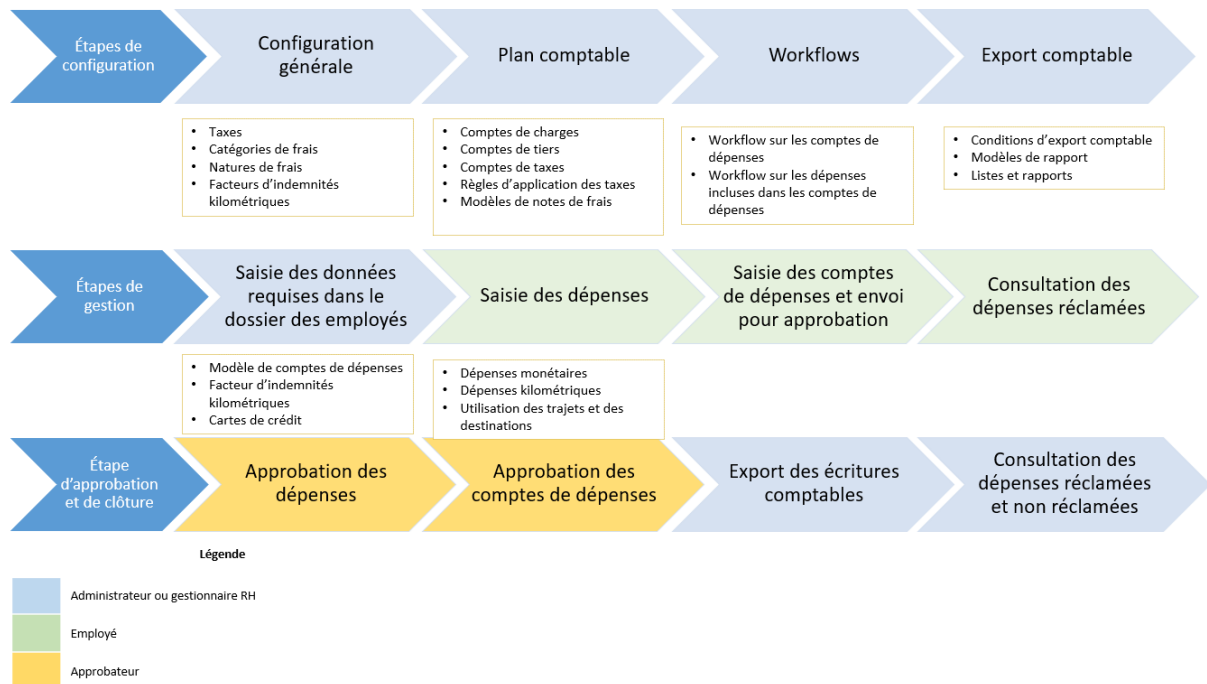 Étapes de
configuration
Configuration
générale
Plan comptable
Workflows
Export comptable
• Taxes
• Catégories de frais
• Natures de frais
• Facteurs d'indemnités
kilométriques
• Comptes de charges
• Comptes de tiers
• Comptes de taxes
• Règles d'application des taxes
• Modèles de notes de frais
• Workflow sur les comptes de
dépenses
• Workflow sur les dépenses
incluses dans les comptes de
dépenses
• Conditions d'export comptable
• Modèles de rapport
• Listes et rapports
Étapes de
gestion
Saisie des données
requises dans le
dossier des employés
Saisie des dépenses
Saisie des comptes
de dépenses et envoi
pour approbation
Consultation des
dépenses réclamées
• Modèle de comptes de dépenses
• Facteur d'indemnités
kilométriques
• Cartes de crédit
• Dépenses monétaires
• Dépenses kilométriques
• Utilisation des trajets et des
destinations
Étape
d'approbation
et de clôture
Approbation des
dépenses
Approbation des
comptes de dépenses
Export des écritures
comptables
Consultation des
dépenses réclamées
et non réclamées
Légende
Administrateur ou gestionnaire RH
Employé
Approbateur